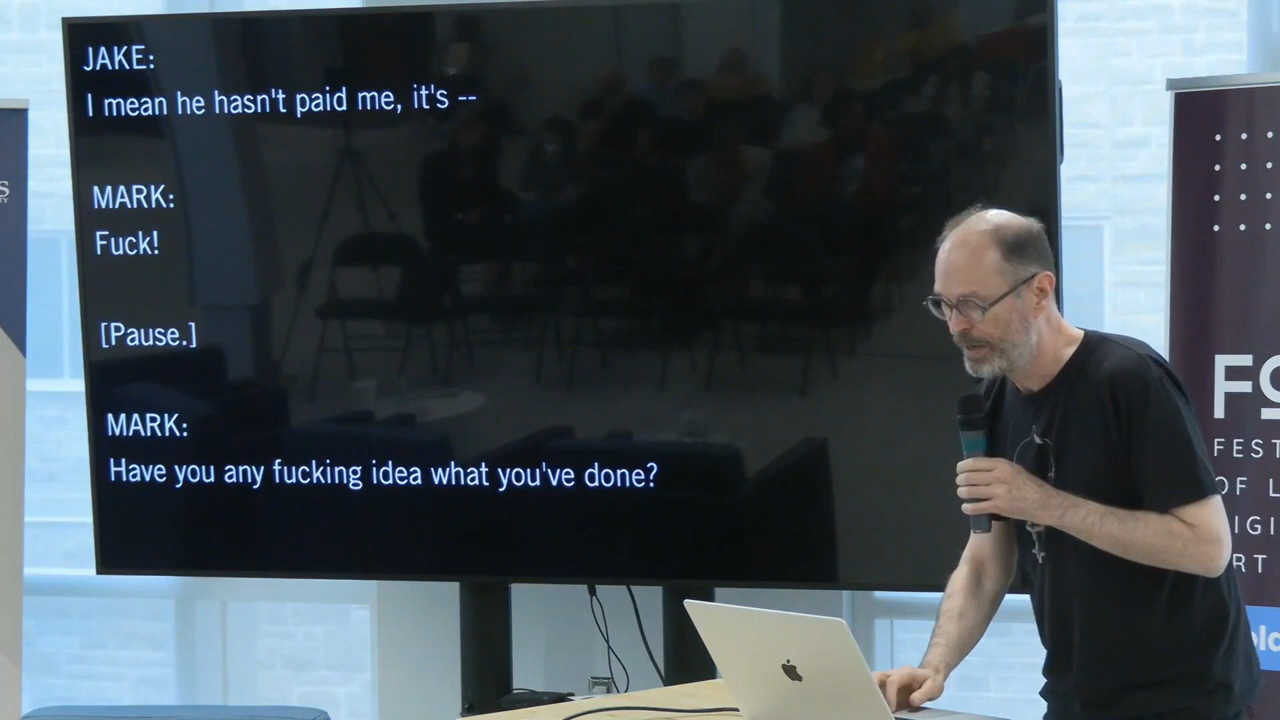 JAKE:
I mean he hasn't paid me, it's --
MARK:
Fuck!
[Pause.]
MARK:
Have you any fucking idea what you've done?
FEST
OF L
DIGI
RT